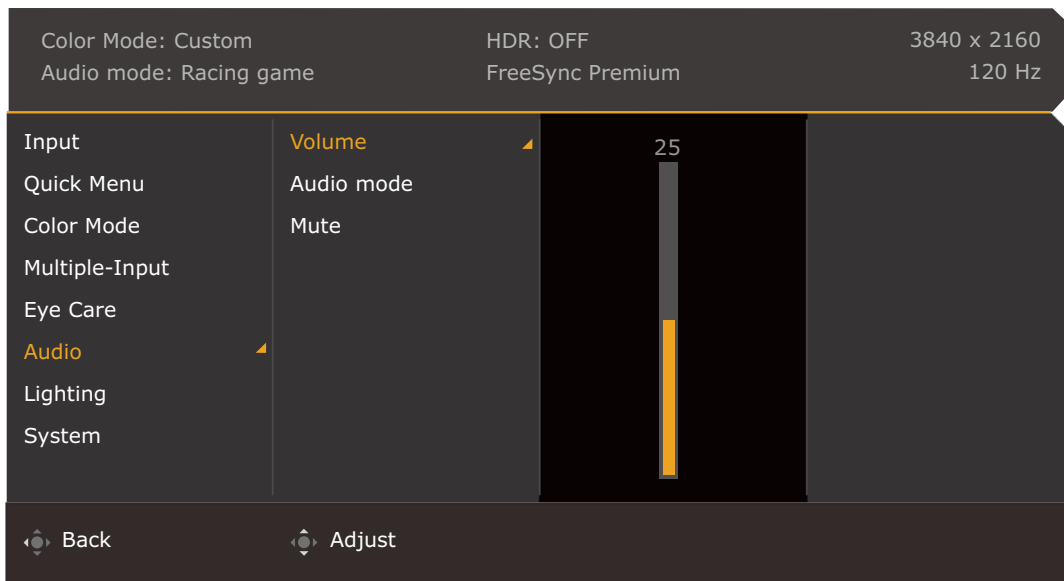 Color Mode: Custom
HDR: OFF
3840 x 2160
Audio mode: Racing game
FreeSync Premium
120 Hz
Input
Quick Menu
Color Mode
Multiple-Input
Eye Care
Audio
Lighting
System
Volume
Audio mode
Mute
25
Back
Adjust